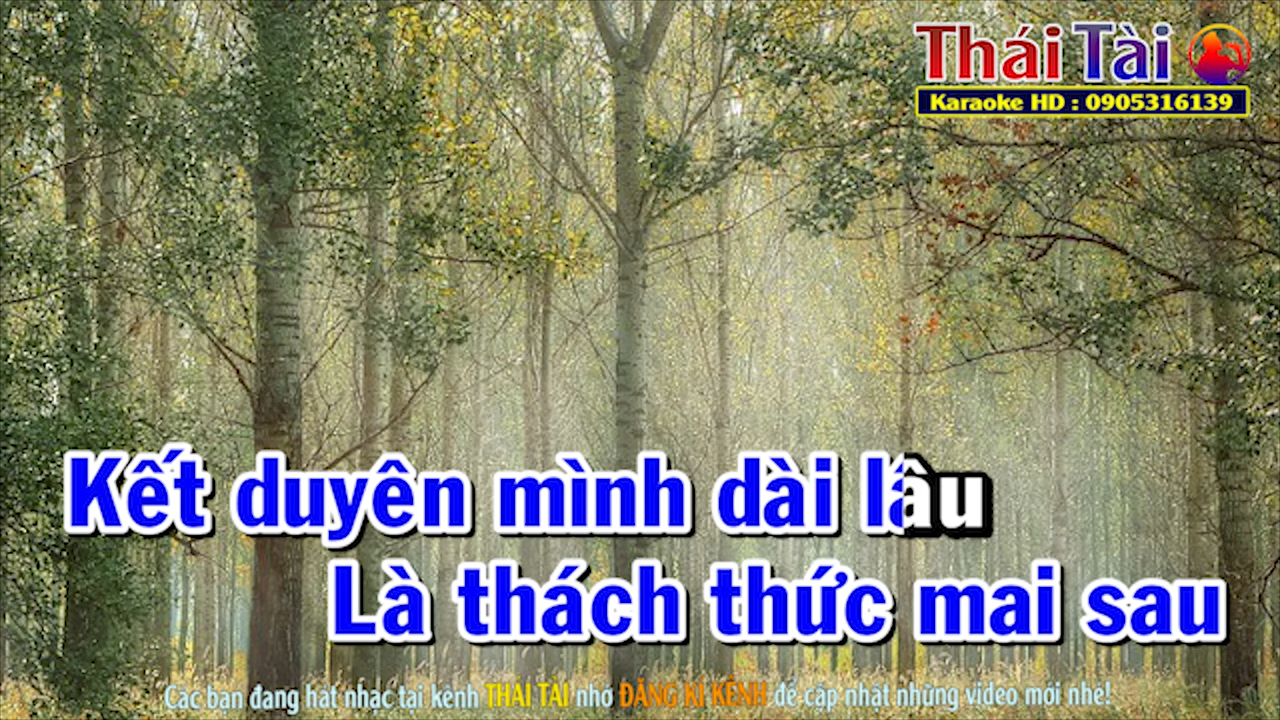 Thái Tài
Karaoke HD : 0905316139
Kết duyên mình dài lâu
Là thách thức mai sau
Các bạn đang hát nhạc tại kênh THÁI TÀI nhớ ĐĂNG KÍ KÊNH để cập nhật những video mới nhé!